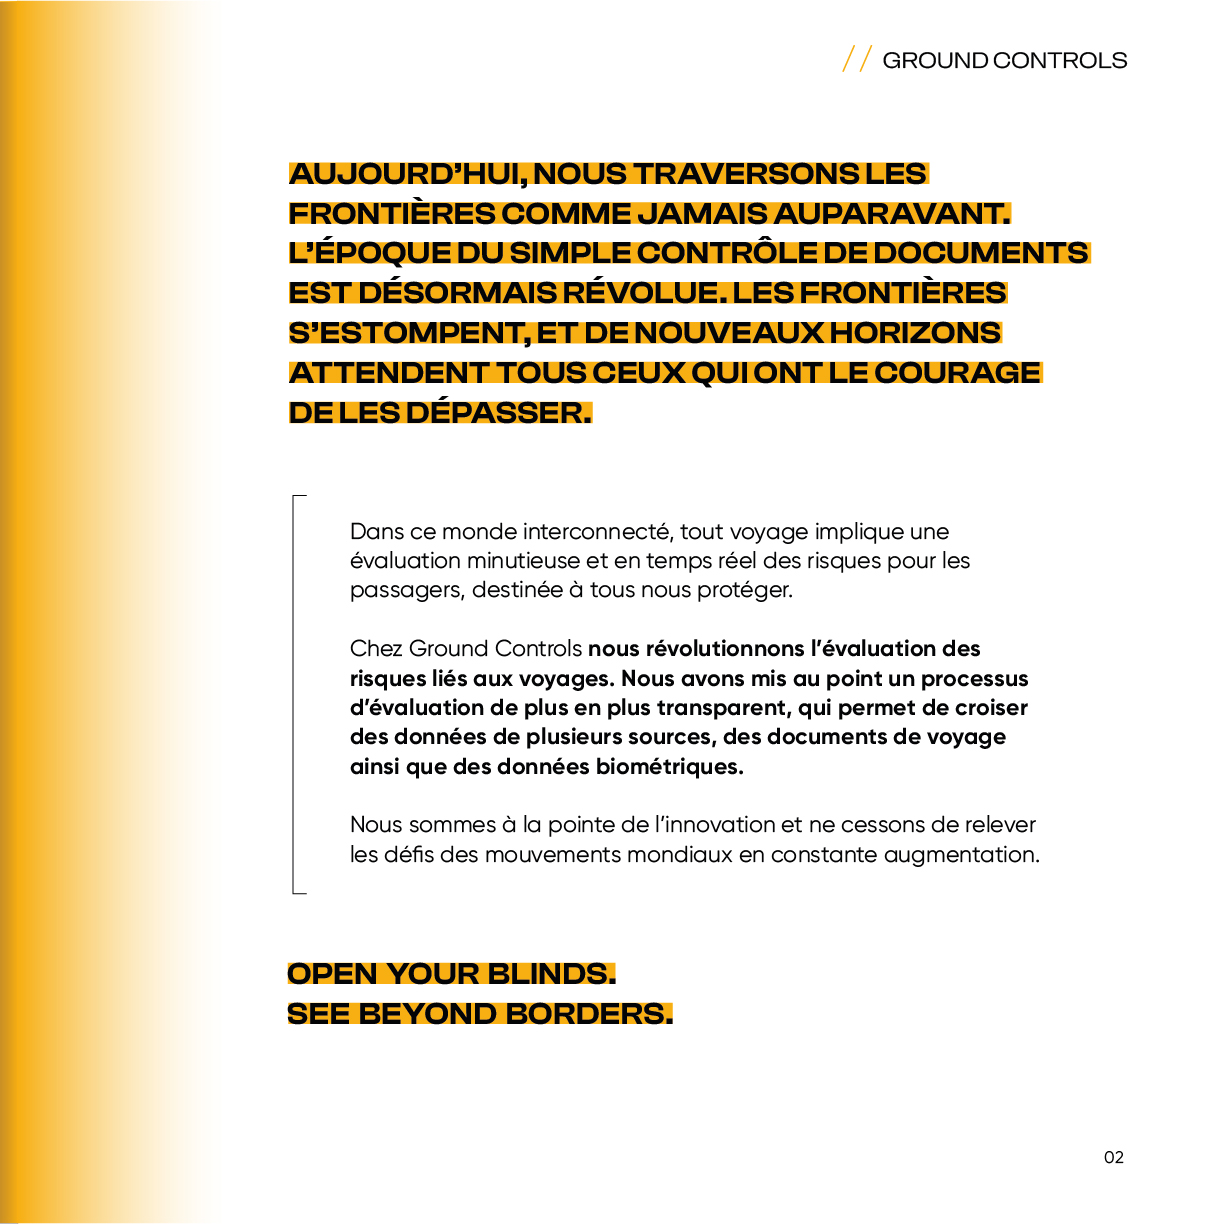 // GROUND CONTROLS
AUJOURD’HUI, NOUS TRAVERSONS LES
FRONTIÈRES COMME JAMAIS AUPARAVANT.
L’ÉPOQUE DU SIMPLE CONTRÔLE DE DOCUMENTS
EST DÉSORMAIS RÉVOLUE. LES FRONTIÈRES
S’ESTOMPENT, ET DE NOUVEAUX HORIZONS
ATTENDENT TOUS CEUX QUI ONT LE COURAGE
DE LES DÉPASSER.
Dans ce monde interconnecté, tout voyage implique une
évaluation minutieuse et en temps réel des risques pour les
passagers, destinée à tous nous protéger.
Chez Ground Controls nous révolutionnons l’évaluation des
risques liés aux voyages. Nous avons mis au point un processus
d’évaluation de plus en plus transparent, qui permet de croiser
des données de plusieurs sources, des documents de voyage
ainsi que des données biométriques.
Nous sommes à la pointe de l’innovation et ne cessons de relever
les défis des mouvements mondiaux en constante augmentation.
OPEN YOUR BLINDS.
SEE BEYOND BORDERS.
02